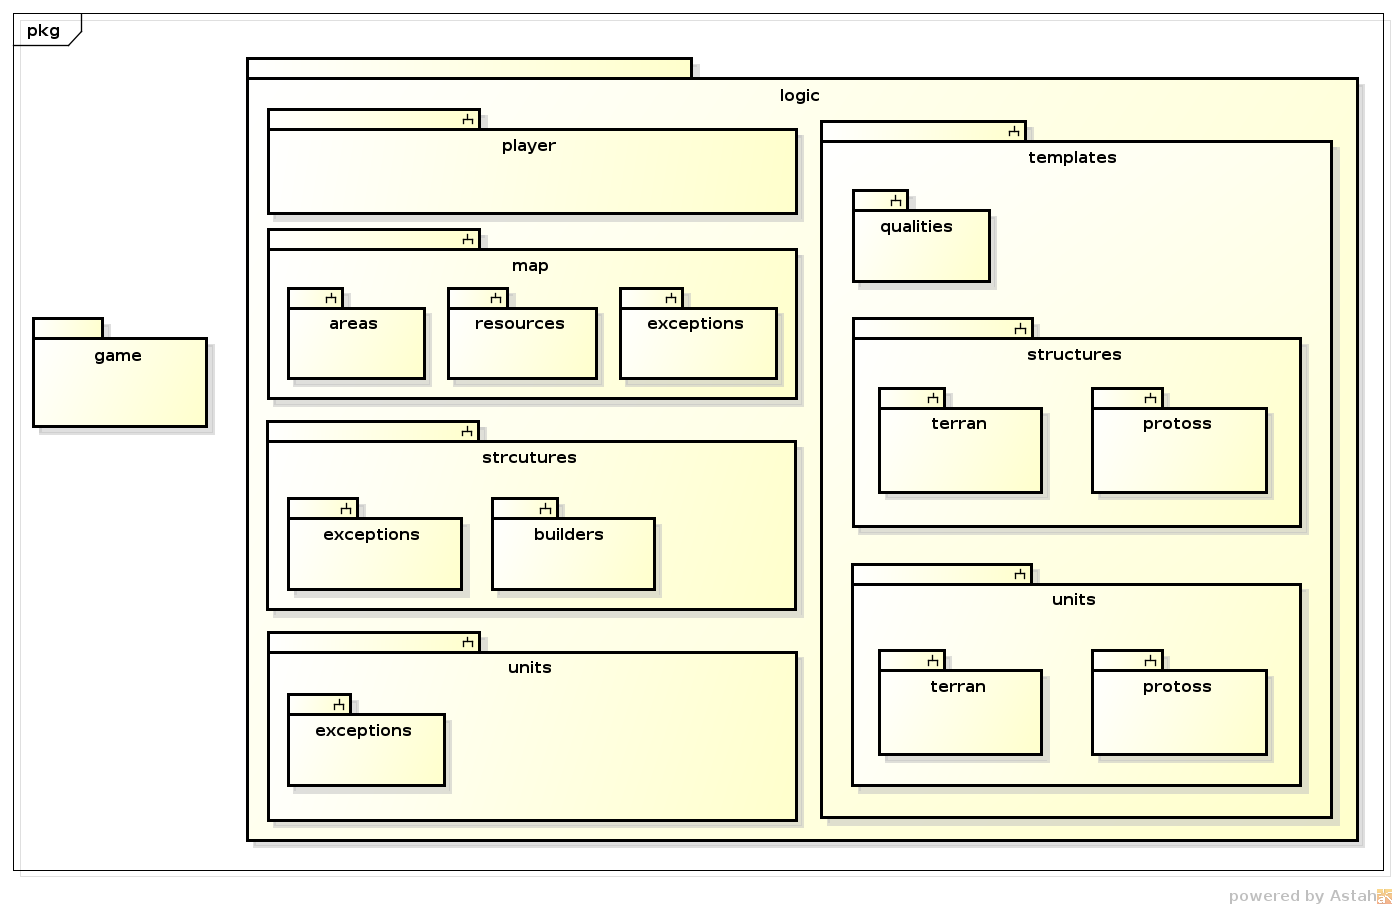 pkg
logic
player
templates
qualities
map
areas
resources
exceptions
game
structures
terran
protoss
strcutures
exceptions
builders
units
terran
protoss
units
exceptions
powered by Astah